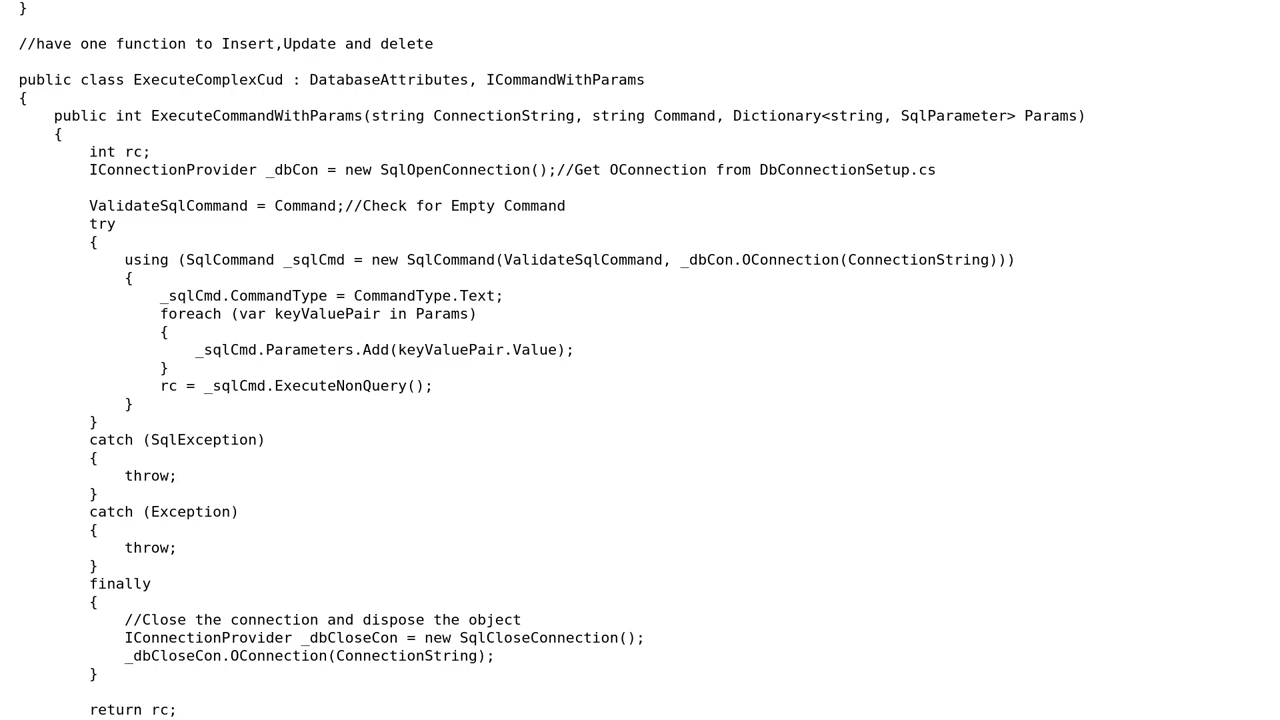 }
//have one function to Insert,Update and delete
public class ExecuteComplexCud : DatabaseAttributes, ICommandWithParams
{
    public int ExecuteCommandWithParams(string ConnectionString, string Command, Dictionary<string, SqlParameter> Params)
    {
        int rc;
        IConnectionProvider _dbCon = new SqlOpenConnection();//Get OConnection from DbConnectionSetup.cs
        ValidateSqlCommand = Command;//Check for Empty Command
        try
        {
            using (SqlCommand _sqlCmd = new SqlCommand(ValidateSqlCommand, _dbCon.OConnection(ConnectionString)))
            {
                _sqlCmd.CommandType = CommandType.Text;
                foreach (var keyValuePair in Params)
                {
                    _sqlCmd.Parameters.Add(keyValuePair.Value);
                }
                rc = _sqlCmd.ExecuteNonQuery();
            }
        }
        catch (SqlException)
        {
            throw;
        }
        catch (Exception)
        {
            throw;
        }
        finally
        {
            //Close the connection and dispose the object
            IConnectionProvider _dbCloseCon = new SqlCloseConnection();
            _dbCloseCon.OConnection(ConnectionString);
        }
        return rc;